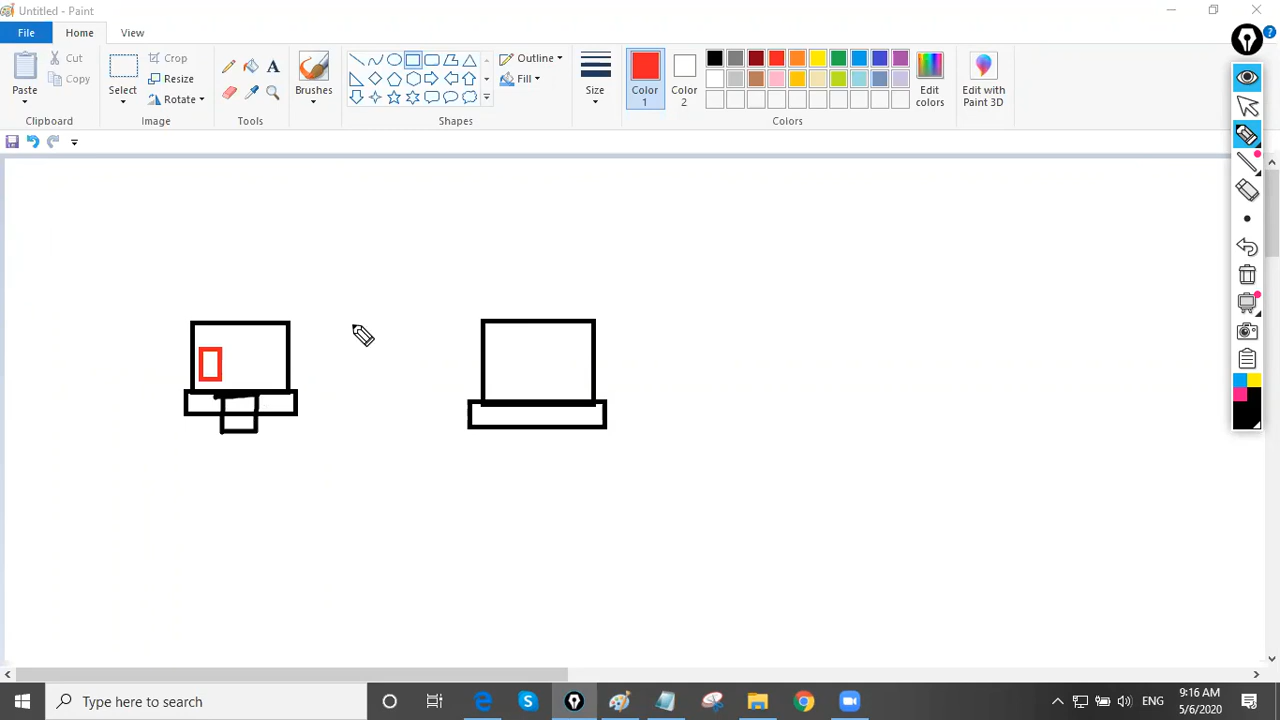 Untitled - Paint
File
Home
View
Paste
Cut
Copy
Clipboard
Select
Crop
Resize
Rotate
Image
Tools
Brushes
Outline
Fill
Shapes
Size
Color 1
Color 2
Edit colors
Edit with Paint 3D
Colors
?
Type here to search
ENG
9:16 AM
5/6/2020